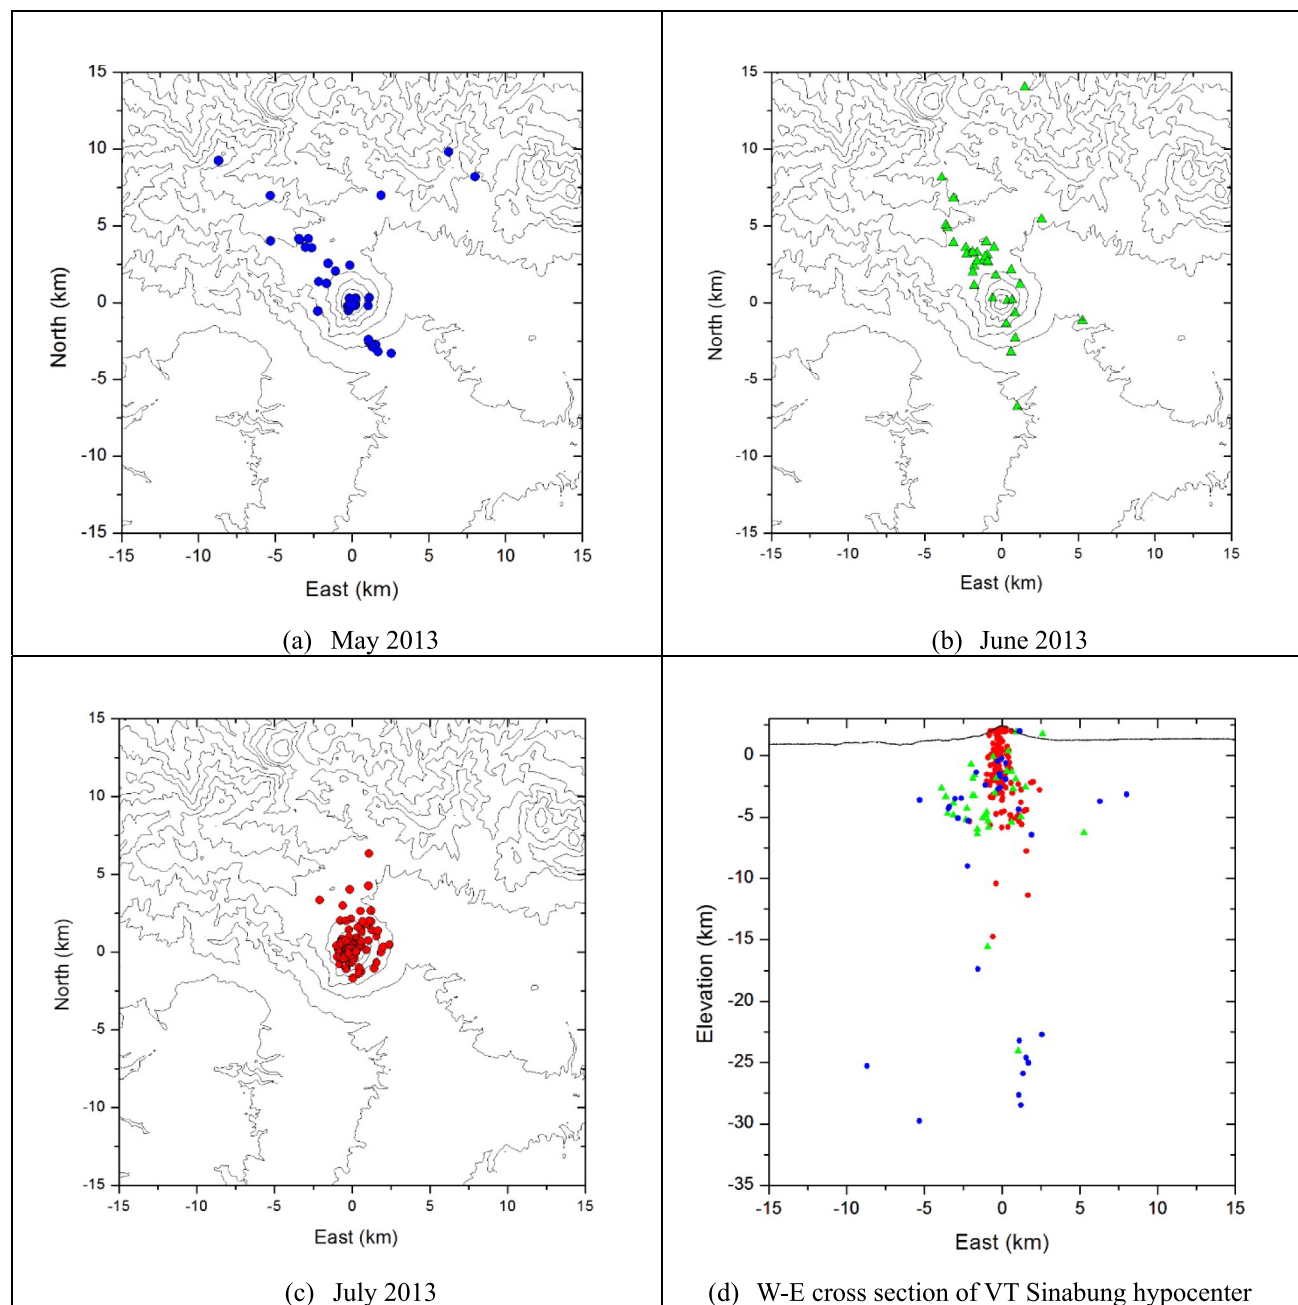 15
10
5
0
-5
-10
-15
North (km)
-15 -10 -5 0 5 10 15
East (km)
(a) May 2013
15
10
5
0
-5
-10
-15
North (km)
-15 -10 -5 0 5 10 15
East (km)
(b) June 2013
15
10
5
0
-5
-10
-15
North (km)
-15 -10 -5 0 5 10 15
East (km)
(c) July 2013
0
-5
-10
-15
-20
-25
-30
-35
Elevation (km)
-15 -10 -5 0 5 10 15
East (km)
(d) W-E cross section of VT Sinabung hypocenter